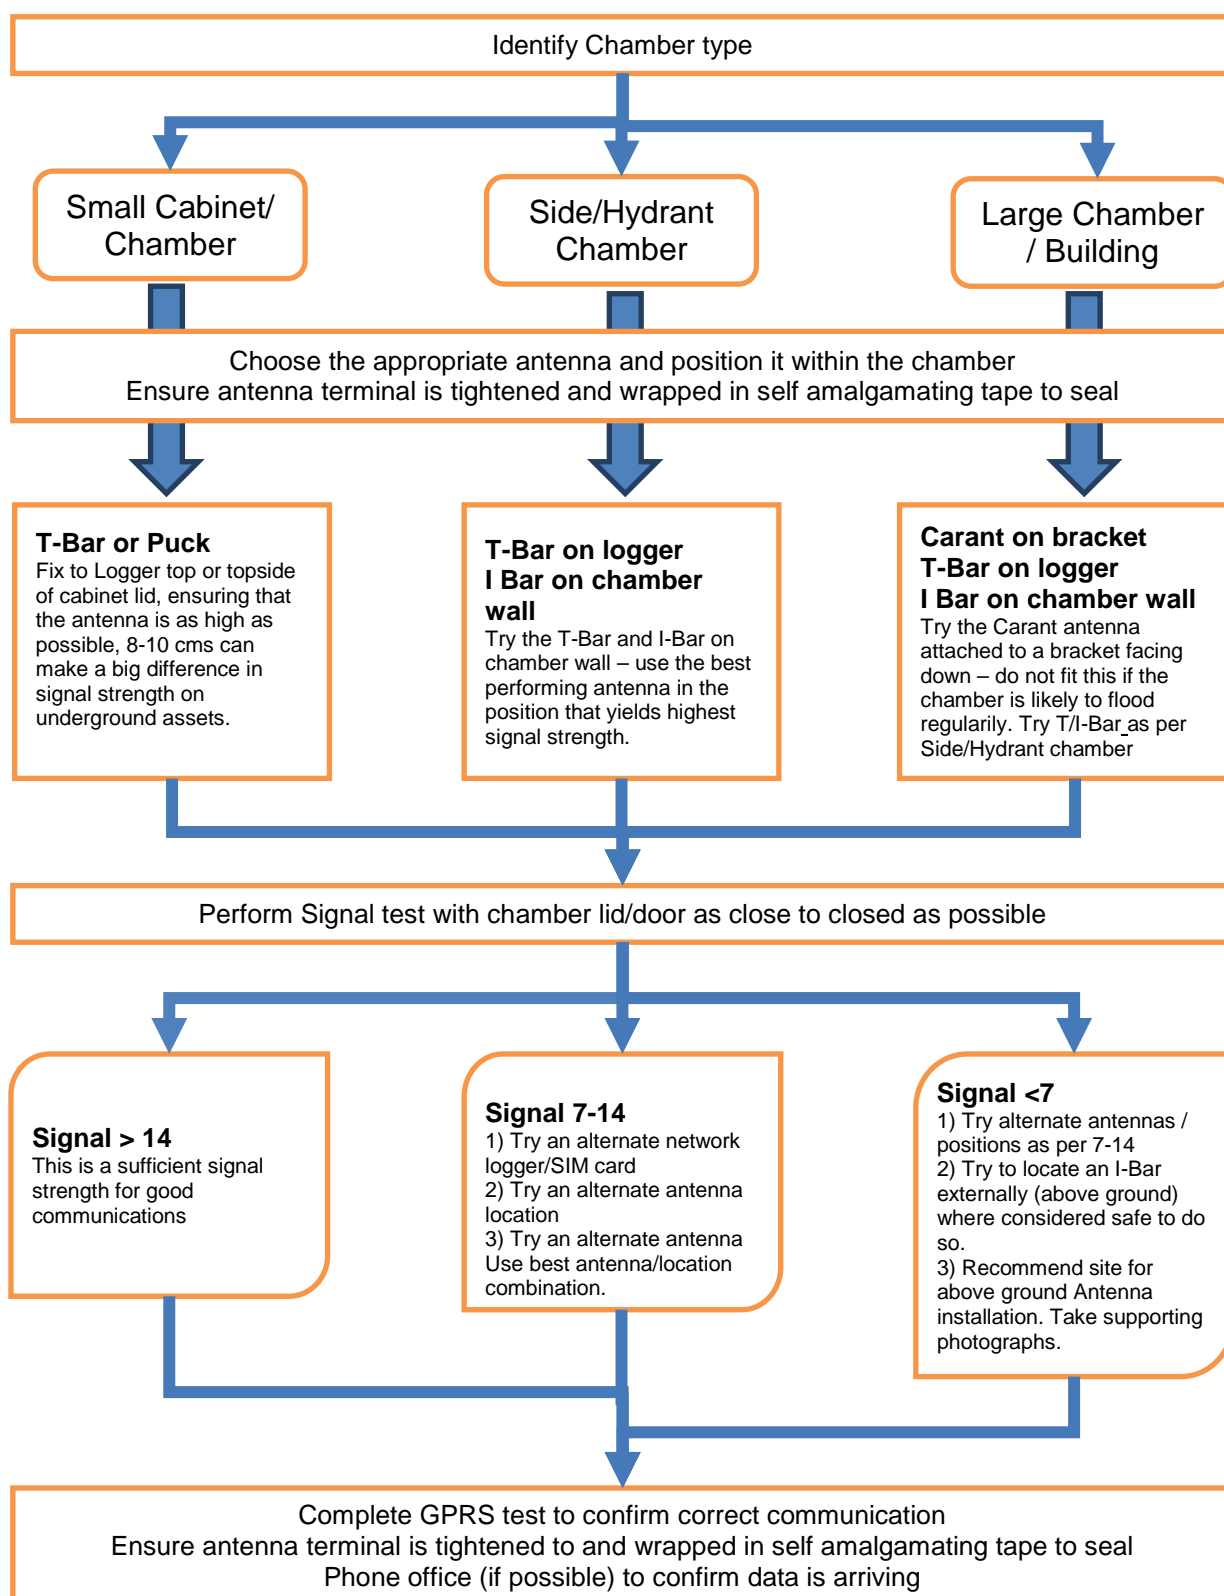 Identify Chamber type
Small Cabinet/
Chamber
Side/Hydrant
Chamber
Large Chamber
/ Building
Choose the appropriate antenna and position it within the chamber
Ensure antenna terminal is tightened and wrapped in self amalgamating tape to seal
T-Bar or Puck
Fix to Logger top or topside
of cabinet lid, ensuring that
the antenna is as high as
possible, 8-10 cms can
make a big difference in
signal strength on
underground assets.
T-Bar on logger
I Bar on chamber
wall
Try the T-Bar and I-Bar on
chamber wall – use the best
performing antenna in the
position that yields highest
signal strength.
Carant on bracket
T-Bar on logger
I Bar on chamber wall
Try the Carant antenna
attached to a bracket facing
down – do not fit this if the
chamber is likely to flood
regularily. Try T/I-Bar as per
Side/Hydrant chamber
Perform Signal test with chamber lid/door as close to closed as possible
Signal > 14
This is a sufficient signal
strength for good
communications
Signal 7-14
1) Try an alternate network
logger/SIM card
2) Try an alternate antenna
location
3) Try an alternate antenna
Use best antenna/location
combination.
Signal <7
1) Try alternate antennas /
positions as per 7-14
2) Try to locate an I-Bar
externally (above ground)
where considered safe to do
so.
3) Recommend site for
above ground Antenna
installation. Take supporting
photographs.
Complete GPRS test to confirm correct communication
Ensure antenna terminal is tightened to and wrapped in self amalgamating tape to seal
Phone office (if possible) to confirm data is arriving